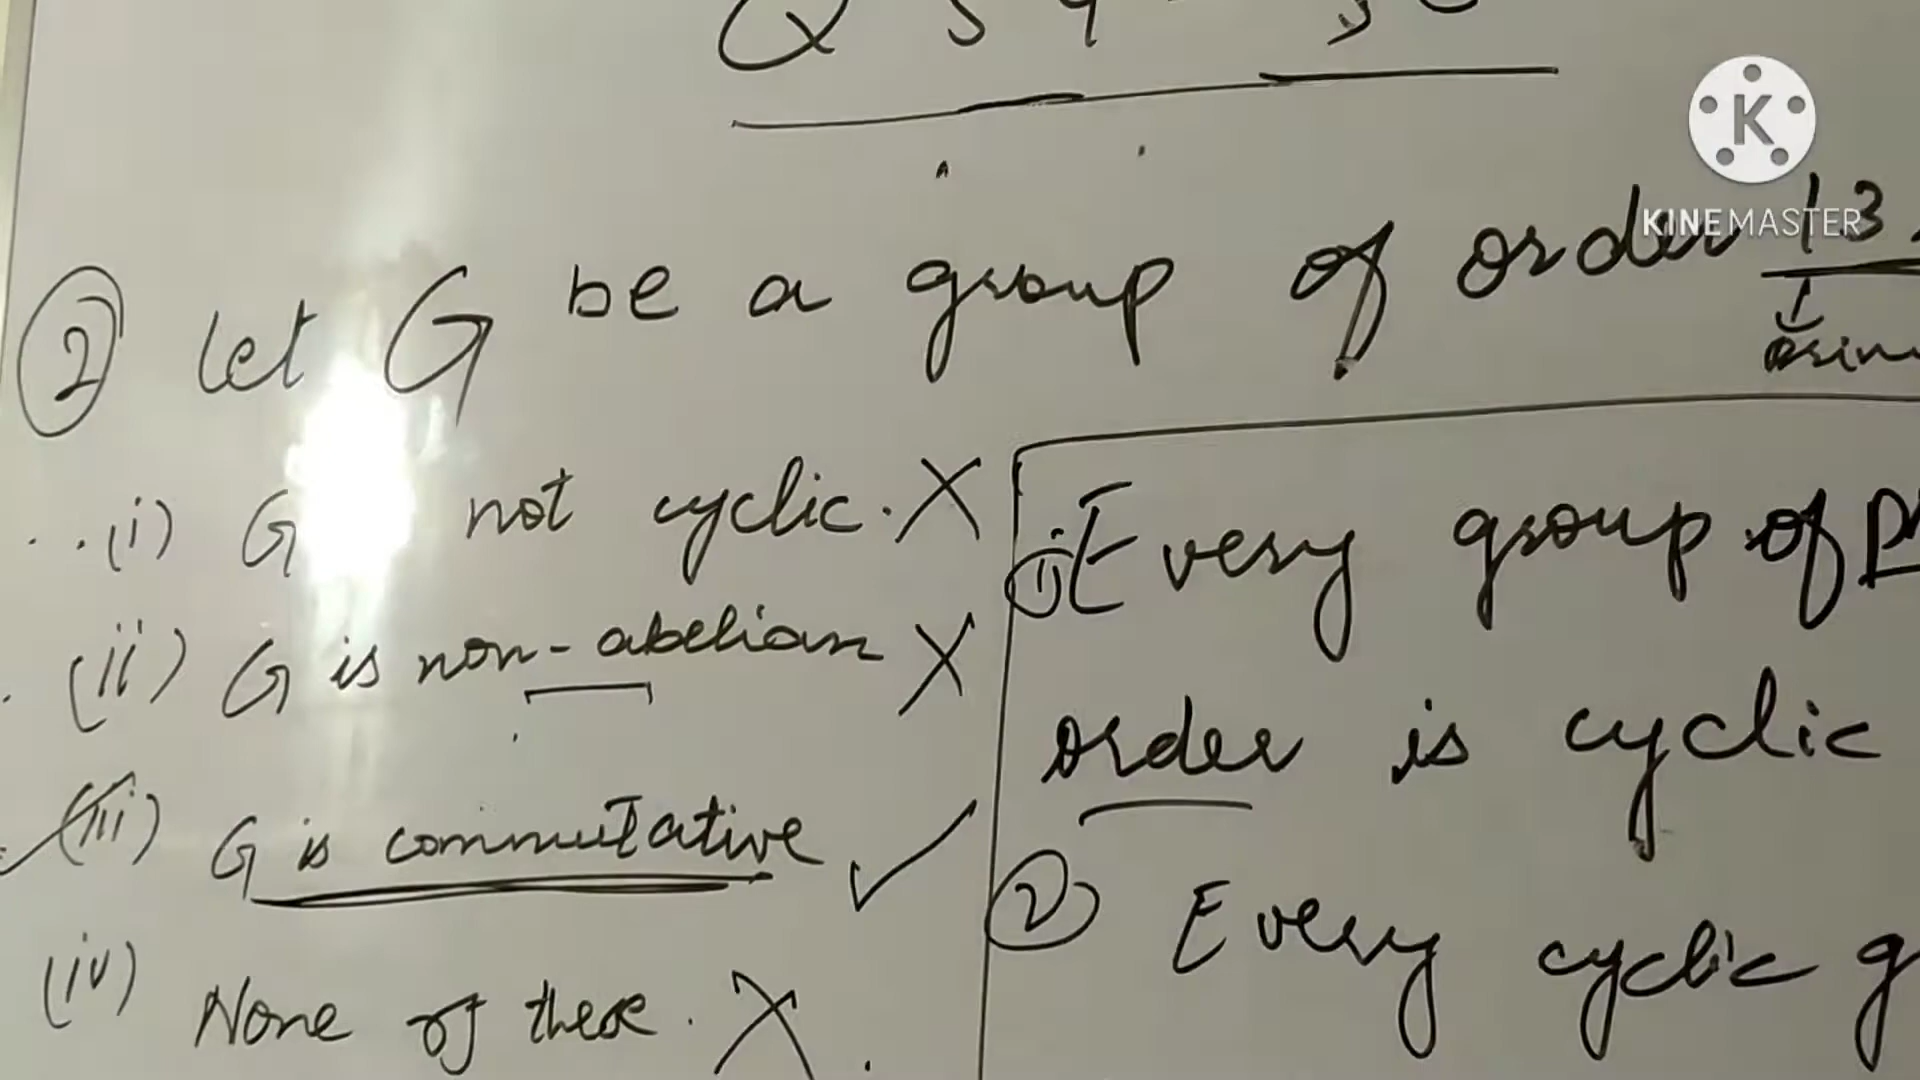 ② Let G be a group of order 13.
(i) G not cyclic. X
(ii) G is non-abelian X
(iii) G is commutative ✓
(iv) None of these. X
① Every group of
order is cyclic
② Every cyclic
K
KINEMASTER